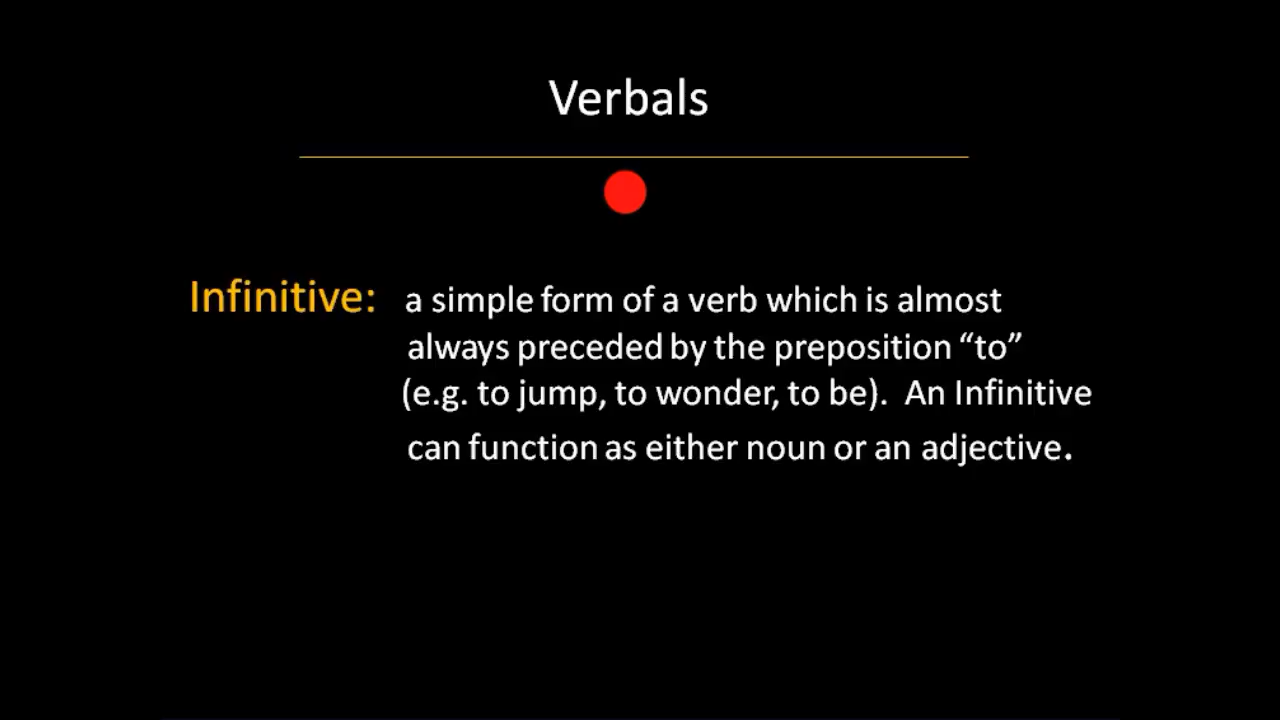 Verbals
Infinitive: a simple form of a verb which is almost
always preceded by the preposition “to”
(e.g. to jump, to wonder, to be). An Infinitive
can function as either noun or an adjective.